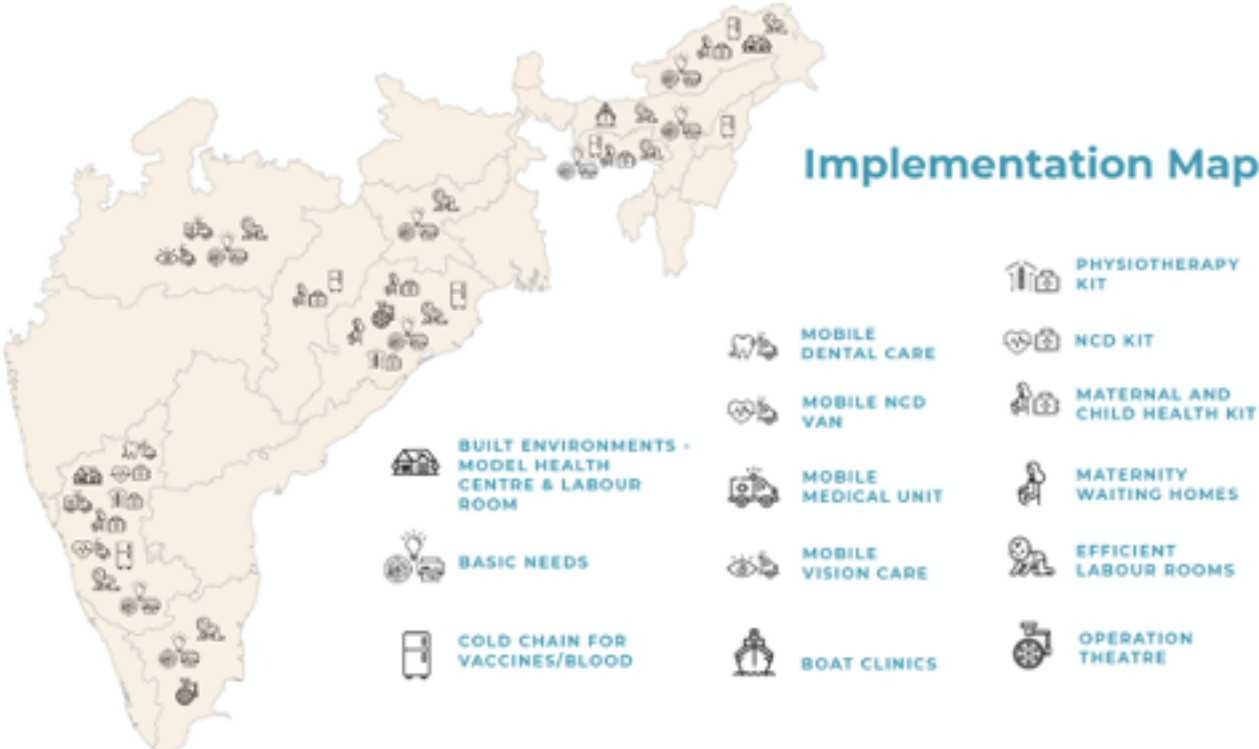 Implementation Map
BUILT ENVIRONMENTS -
MODEL HEALTH
CENTRE & LABOUR
ROOM
BASIC NEEDS
COLD CHAIN FOR
VACCINES/BLOOD
MOBILE
DENTAL CARE
MOBILE NCD
VAN
MOBILE
MEDICAL UNIT
MOBILE
VISION CARE
BOAT CLINICS
PHYSIOTHERAPY
KIT
NCD KIT
MATERNAL AND
CHILD HEALTH KIT
MATERNITY
WAITING HOMES
EFFICIENT
LABOUR ROOMS
OPERATION
THEATRE